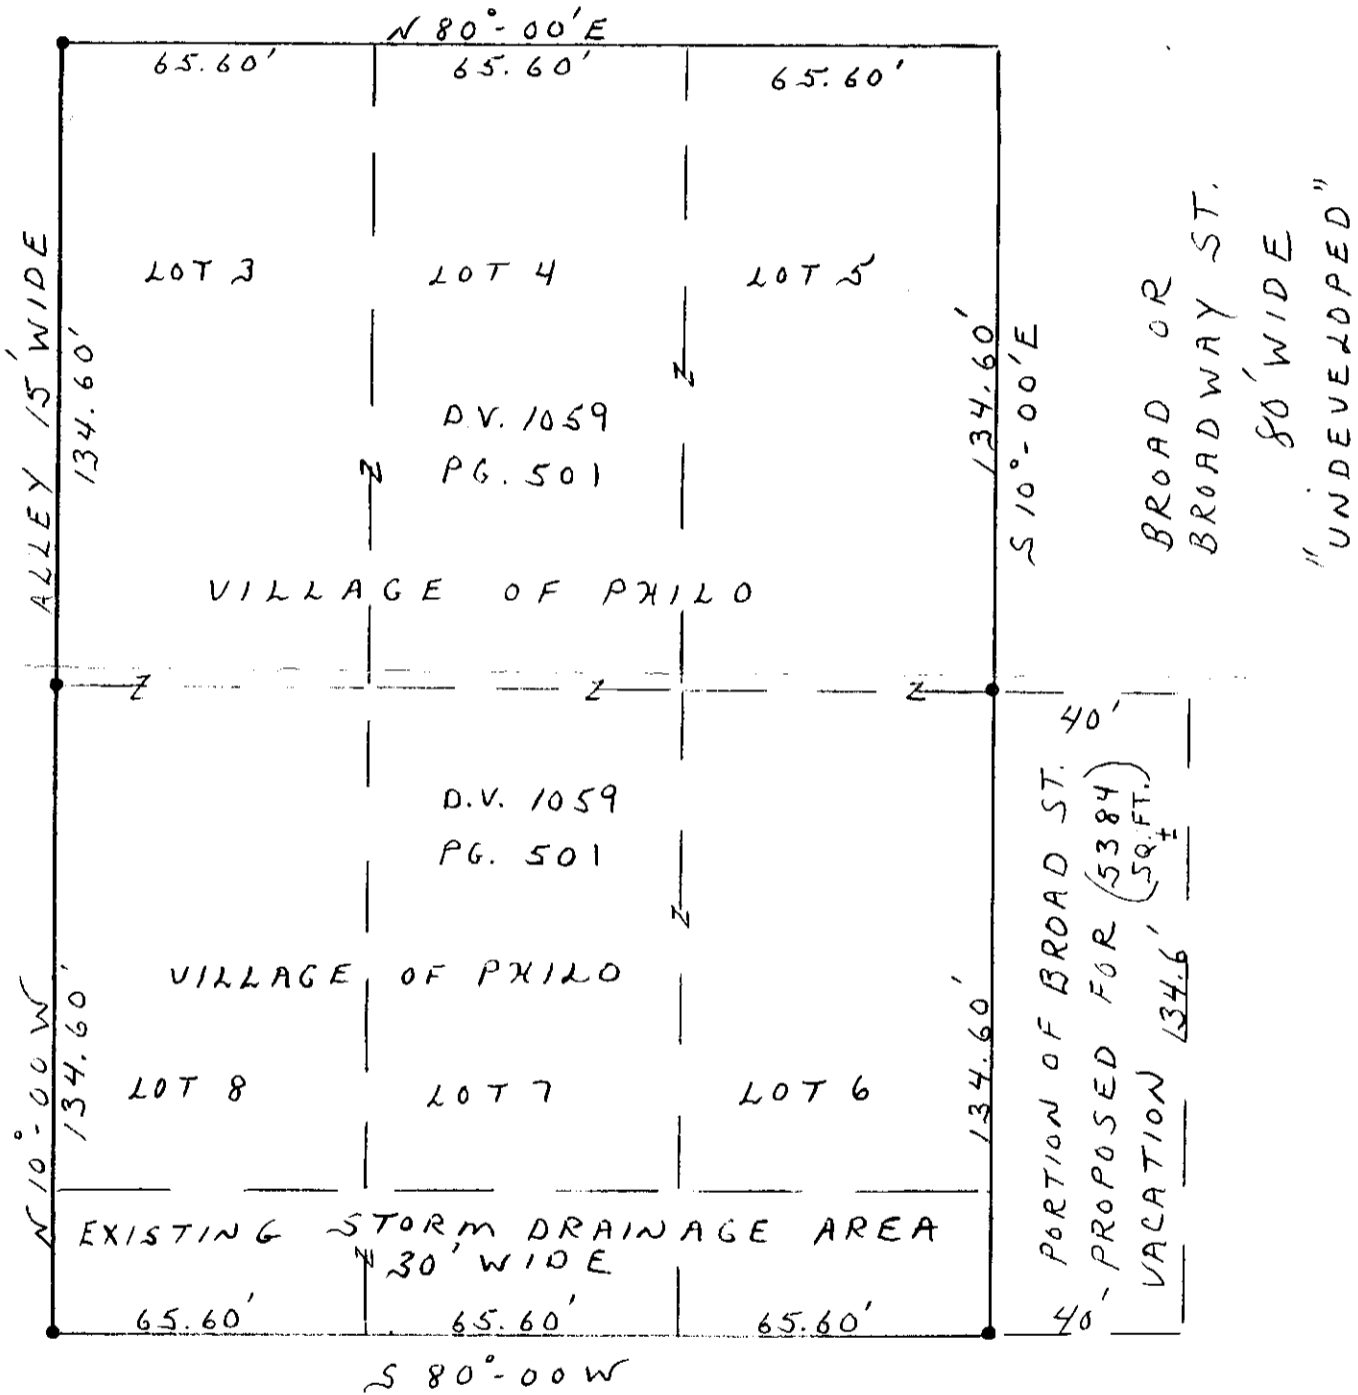 N 80°-00'E
65.60'
65.60'
65.60'
ALLEY 15' WIDE
134.60'
LOT 3
LOT 4
LOT 5
134.60'
S 10°-00'E
BROAD OR
BROADWAY ST.
80' WIDE
"UNDEVELOPED"
D.V. 1059
PG. 501
VILLAGE OF PHILO
Z
Z
Z
Z
Z
40'
D.V. 1059
PG. 501
Z
VILLAGE OF PHILO
N 10°-00 W
134.60'
LOT 8
LOT 7
LOT 6
134.60'
PORTION OF BROAD ST.
PROPOSED FOR (5384
SQ. FT.)
±
VACATION 134.6'
EXISTING STORM DRAINAGE AREA
Z
30' WIDE
65.60'
65.60'
65.60'
40'
S 80°-00 W